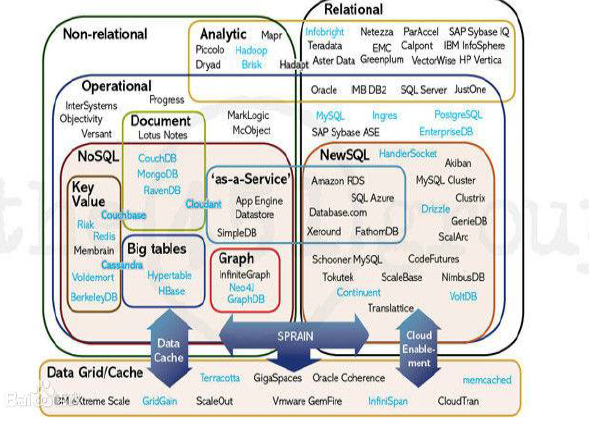 Relational
Non-relational
Analytic Mapr
Infobright Netezza ParAccel SAP Sybase IQ
Piccolo Hadoop
Teradata EMC Calpont IBM InfoSphere
Dryad Brisk Hadapt
Aster Data Greenplum VectorWise HP Vertica
Operational
Oracle IMB DB2 SQL Server JustOne
InterSystems Progress
Objectivity
Document
MarkLogic
MySQL Ingres PostgreSQL
Versant
Lotus Notes
McObject
SAP Sybase ASE EnterpriseDB
NoSQL
CouchDB
NewSQL HandlerSocket
MongoDB
Akiban
RavenDB
Key
Value
'as-a-Service'
Amazon RDS
MySQL Cluster
Couchbase
Cloudant
App Engine
Datastore
SQL Azure
Clustrix
Riak
Database.com
Drizzle
Redis
SimpleDB
GenieDB
Membrain
Xeround FathomDB
ScalArc
Big tables
Cassandra
Graph
Schooner MySQL CodeFutures
Voldemort
Hypertable
InfiniteGraph
Tokutek ScaleBase NimbusDB
BerkeleyDB
HBase
Neo4J
GraphDB
Continuent
VoltDB
Translattice
Data
Cache
SPRAIN
Cloud
Enable-
ment
Data Grid/Cache
Terracotta GigaSpaces Oracle Coherence memcached
eXtreme Scale GridGain ScaleOut Vmware GemFire InfiniSpan CloudTran